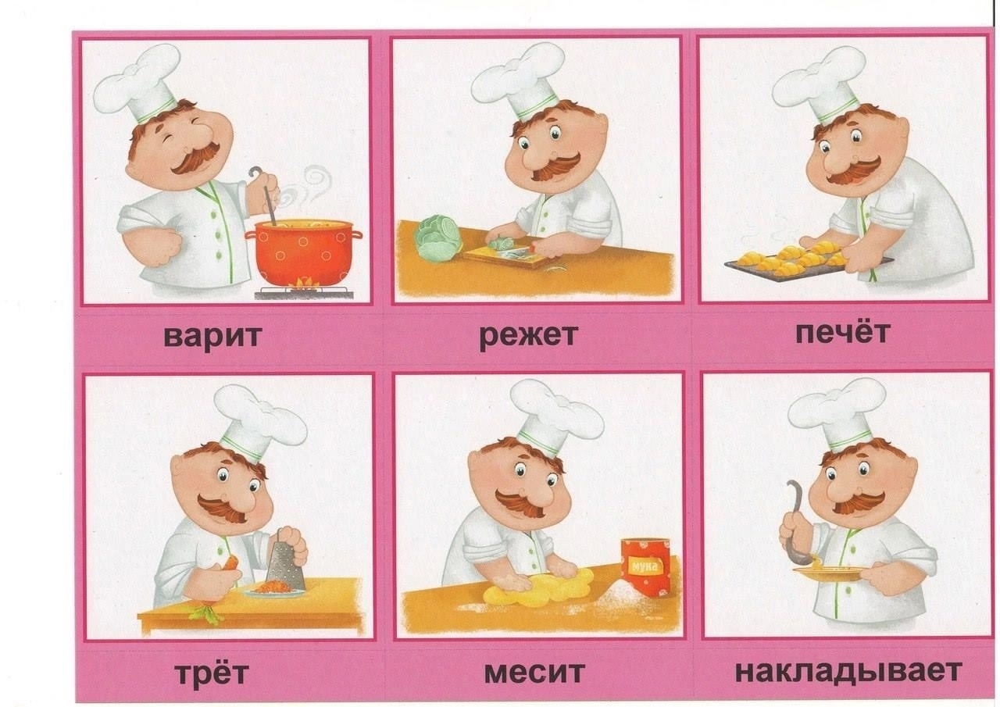 варит
режет
печёт
мука
трёт
месит
накладывает